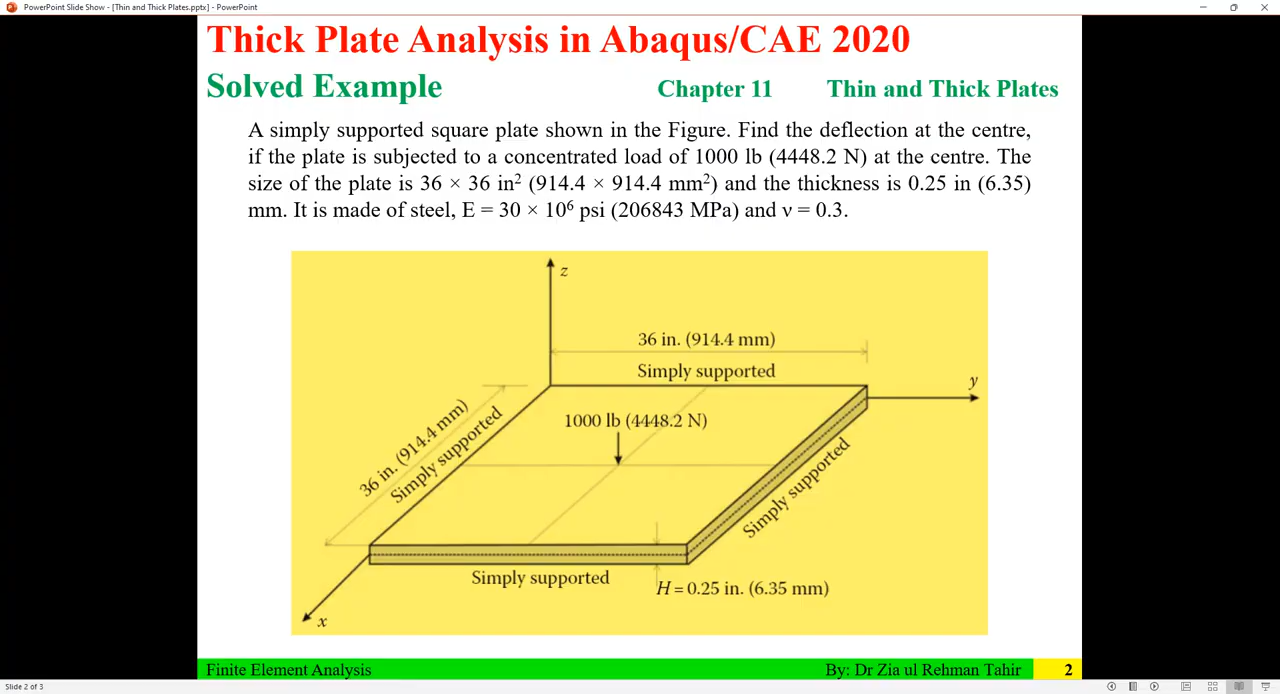 PowerPoint Slide Show - [Thin and Thick Plates.pptx] - PowerPoint
Thick Plate Analysis in Abaqus/CAE 2020
Solved Example Chapter 11 Thin and Thick Plates
A simply supported square plate shown in the Figure. Find the deflection at the centre,
if the plate is subjected to a concentrated load of 1000 lb (4448.2 N) at the centre. The
size of the plate is 36 × 36 in² (914.4 × 914.4 mm²) and the thickness is 0.25 in (6.35)
mm. It is made of steel, E = 30 × 10⁶ psi (206843 MPa) and ν = 0.3.
z
36 in. (914.4 mm)
Simply supported
y
1000 lb (4448.2 N)
36 in. (914.4 mm)
Simply supported
Simply supported
Simply supported
H = 0.25 in. (6.35 mm)
x
Finite Element Analysis By: Dr Zia ul Rehman Tahir 2
Slide 2 of 3